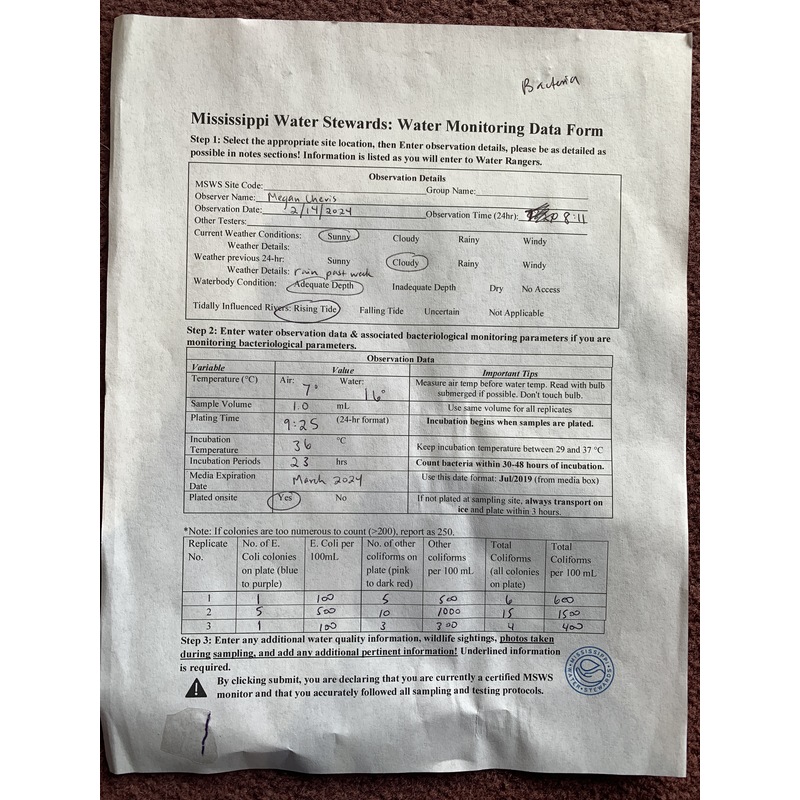 Bacteria
Mississippi Water Stewards: Water Monitoring Data Form
Step 1: Select the appropriate site location, then Enter observation details, please be as detailed as
possible in notes sections! Information is listed as you will enter to Water Rangers.
Observation Details
MSWS Site Code: Group Name:
Observer Name: Megan
Observation Date: 2/14/2024 Observation Time (24hr): 8:11
Other Testers:
Current Weather Conditions: Sunny Cloudy Rainy Windy
Weather Details:
Weather previous 24-hr: Sunny Cloudy Rainy Windy
Weather Details: rain past week
Waterbody Condition: Adequate Depth Inadequate Depth Dry No Access
Tidally Influenced Rivers: Rising Tide Falling Tide Uncertain Not Applicable
Step 2: Enter water observation data & associated bacteriological monitoring parameters if you are
monitoring bacteriological parameters.
Observation Data
Variable Value Important Tips
Temperature (°C) Air: 7° Water: 16° Measure air temp before water temp. Read with bulb
submerged if possible. Don't touch bulb.
Sample Volume 1.0 mL Use same volume for all replicates
Plating Time 9:25 (24-hr format) Incubation begins when samples are plated.
Incubation
Temperature 36 °C Keep incubation temperature between 29 and 37 °C
Incubation Periods 23 hrs Count bacteria within 30-48 hours of incubation.
Media Expiration
Date March 2024 Use this date format: Jul/2019 (from media box)
Plated onsite Yes No If not plated at sampling site, always transport on
ice and plate within 3 hours.
*Note: If colonies are too numerous to count (>200), report as 250.
Replicate No. of E. E. Coli per No. of other Other Total Total
No. Coli colonies 100mL coliforms on coliforms Coliforms Coliforms
on plate (blue plate (pink per 100 mL (all colonies per 100 mL
to purple) to dark red) on plate)
1 1 100 5 500 6 600
2 5 500 10 1000 15 1500
3 1 100 3 300 4 400
Step 3: Enter any additional water quality information, wildlife sightings, photos taken
during sampling, and add any additional pertinent information! Underlined information
is required.
By clicking submit, you are declaring that you are currently a certified MSWS
monitor and that you accurately followed all sampling and testing protocols.
MISSISSIPPI WATER STEWARDS